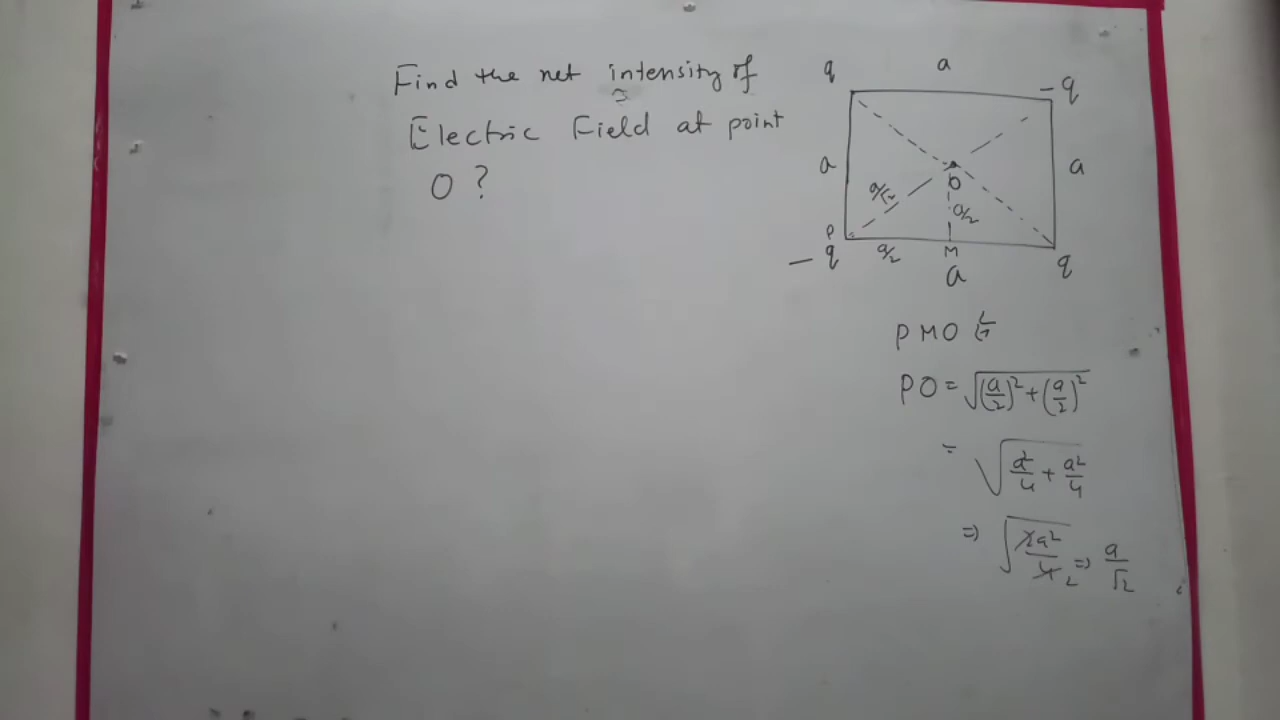 Find the net intensity of
Electric Field at point
O ?
q a -q
a a
O
a/√2 a/2
P
-q a/2 M q
a
PMO
PO = √(a/2)² + (a/2)²
= √a²/4 + a²/4
⇒ √2a²/4 2 ⇒ a/√2